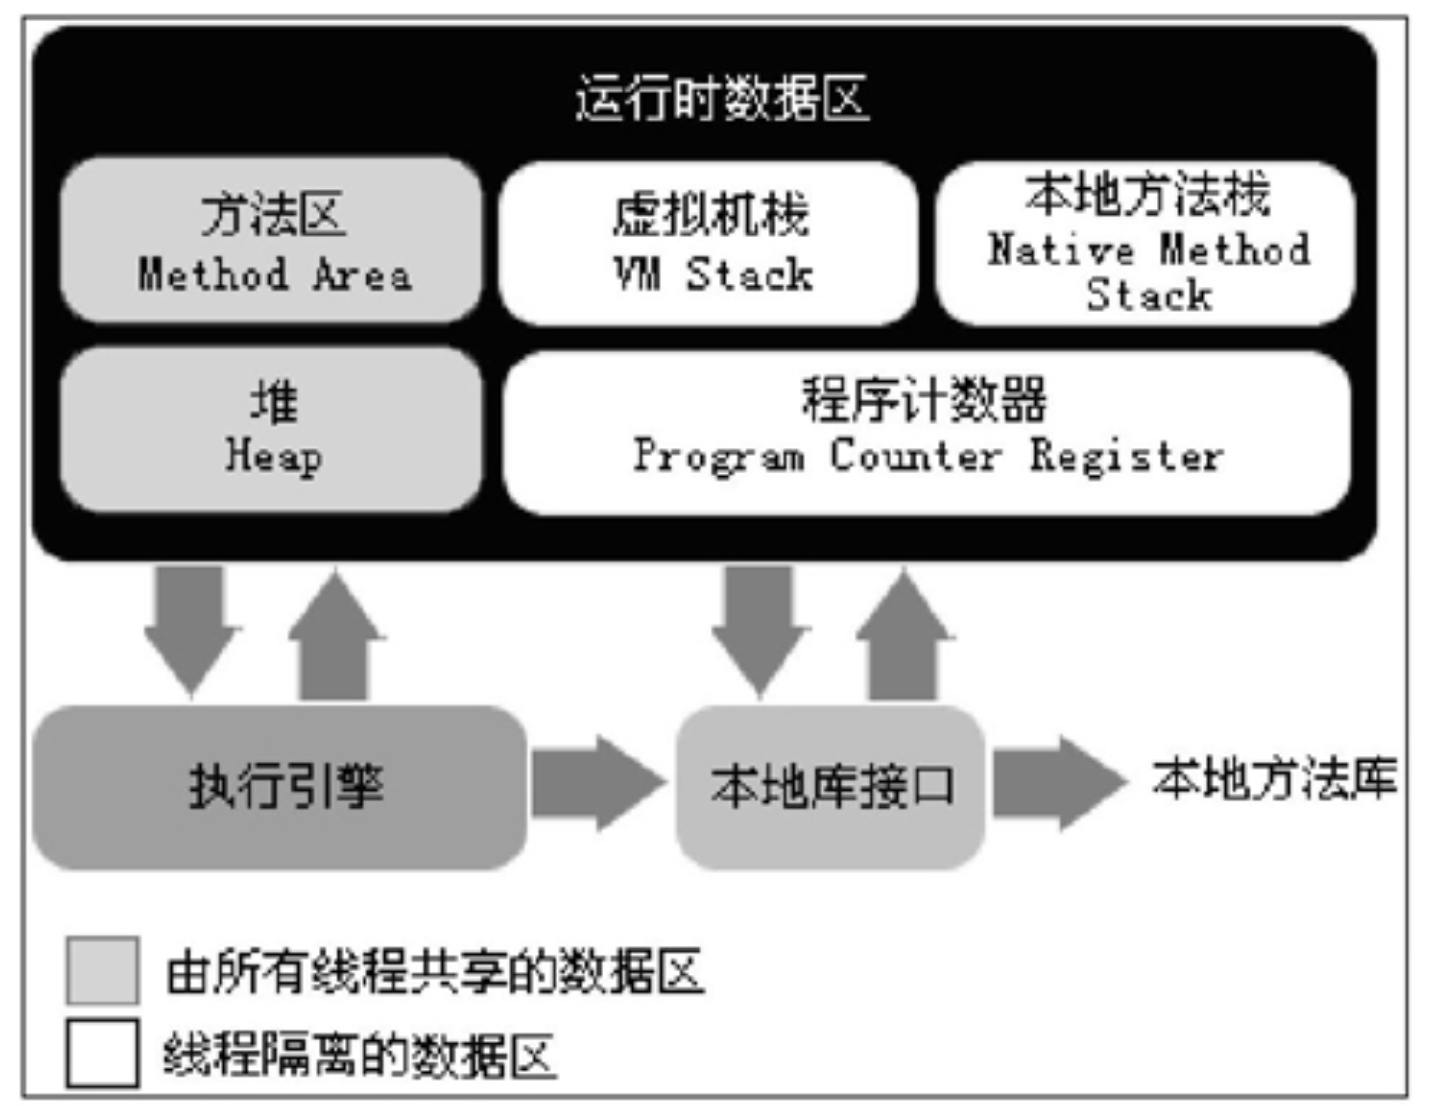 运行时数据区
方法区
Method Area
虚拟机栈
VM Stack
本地方法栈
Native Method
Stack
堆
Heap
程序计数器
Program Counter Register
执行引擎
本地库接口
本地方法库
由所有线程共享的数据区
线程隔离的数据区